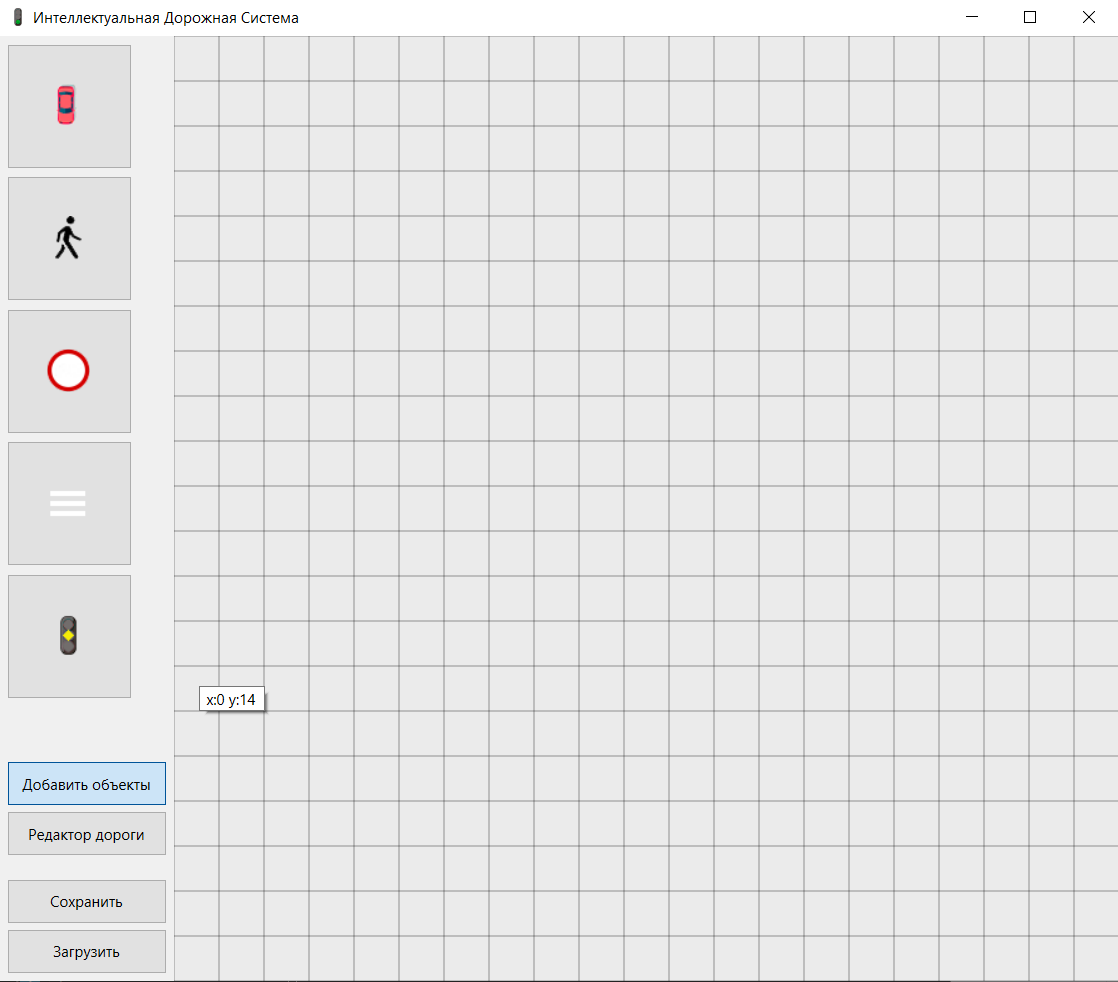 Интеллектуальная Дорожная Система
x:0 y:14
Добавить объекты
Редактор дороги
Сохранить
Загрузить